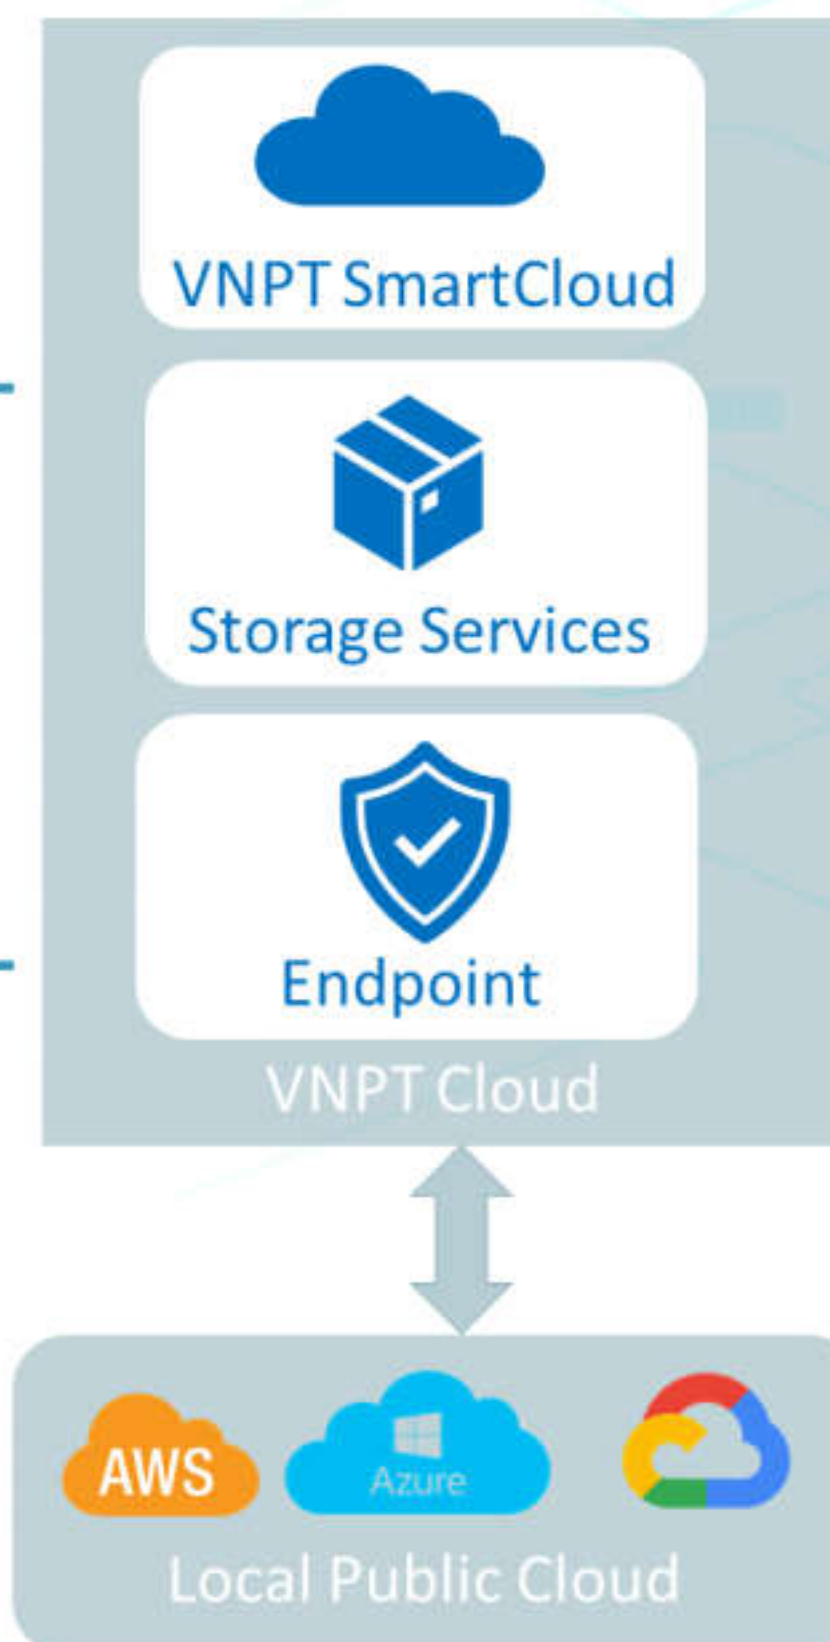 VNPT SmartCloud
Storage Services
Endpoint
VNPT Cloud
AWS
Azure
Local Public Cloud